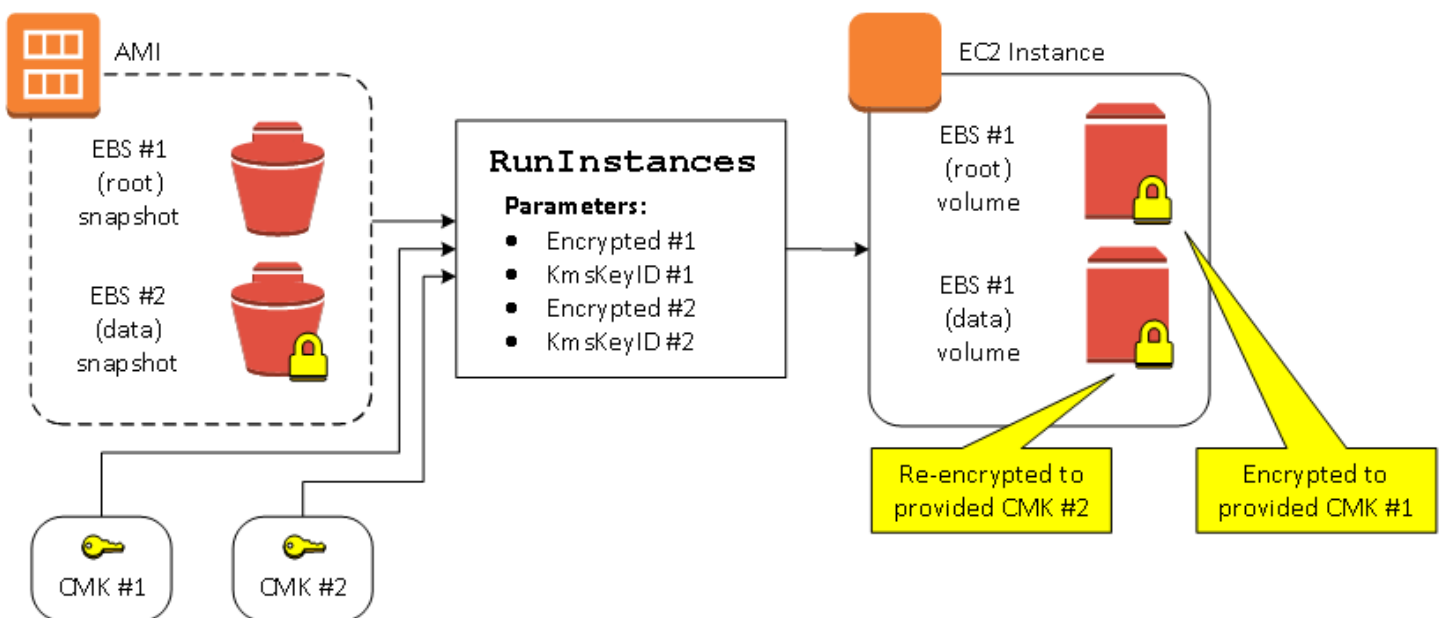 AMI
EBS #1
(root)
snapshot
EBS #2
(data)
snapshot
CMK #1
CMK #2
RunInstances
Parameters:
• Encrypted #1
• KmsKeyID #1
• Encrypted #2
• KmsKeyID #2
EC2 Instance
EBS #1
(root)
volume
EBS #1
(data)
volume
Re-encrypted to
provided CMK #2
Encrypted to
provided CMK #1